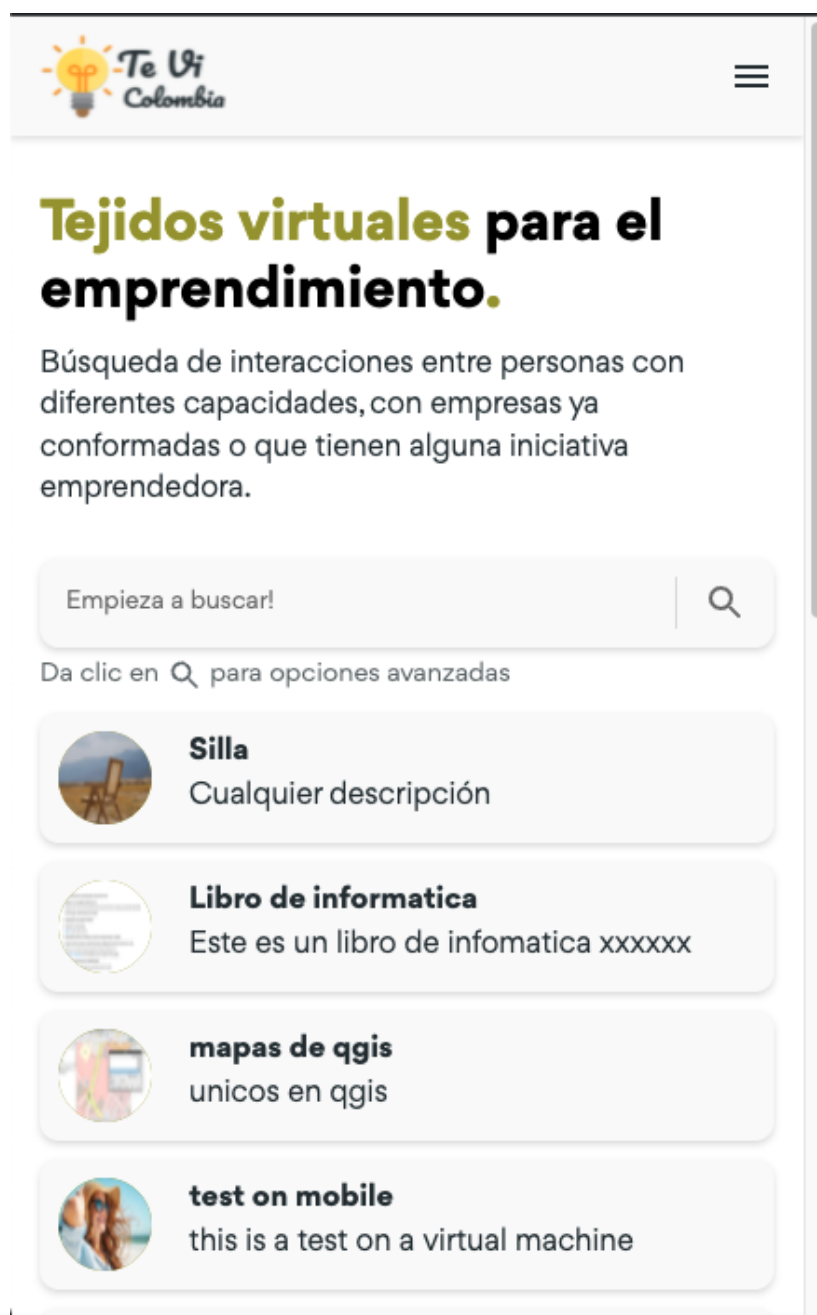 Te Vi
Colombia
Tejidos virtuales para el
emprendimiento.
Búsqueda de interacciones entre personas con
diferentes capacidades, con empresas ya
conformadas o que tienen alguna iniciativa
emprendedora.
Empieza a buscar!
Da clic en para opciones avanzadas
Silla
Cualquier descripción
Libro de informatica
Este es un libro de infomatica xxxxxx
mapas de qgis
unicos en qgis
test on mobile
this is a test on a virtual machine